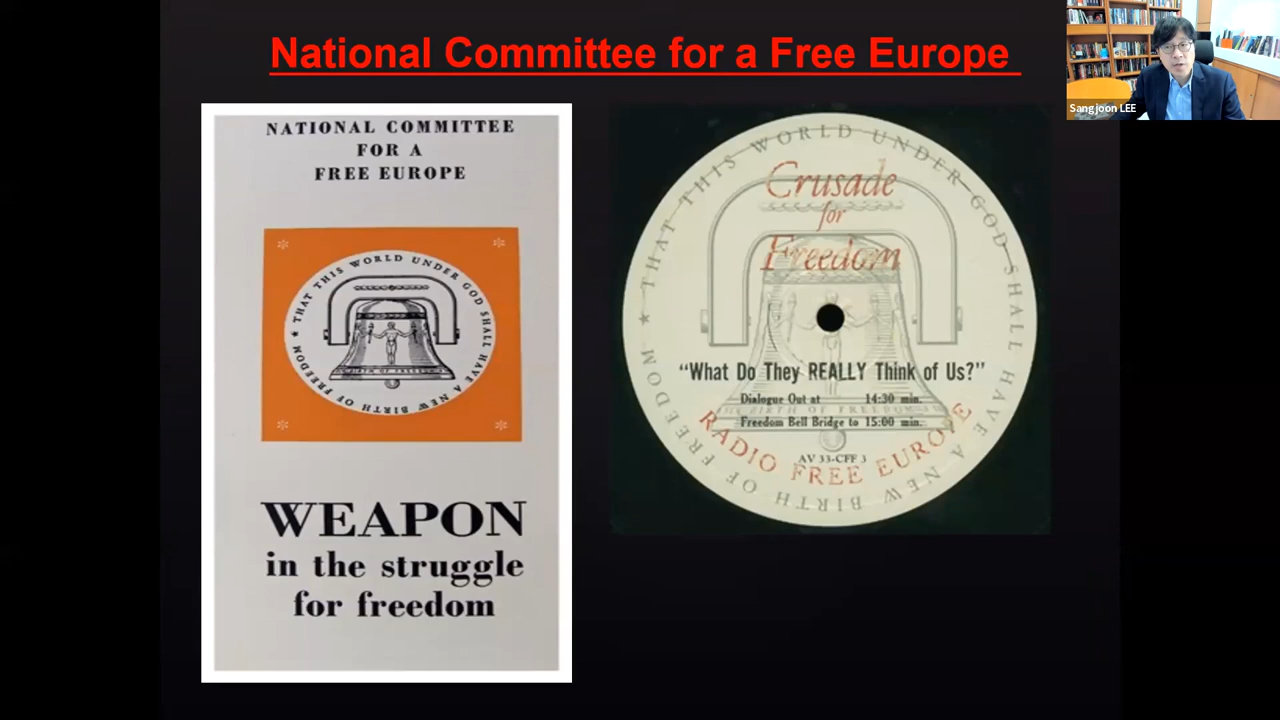 National Committee for a Free Europe
Sangjoon LEE
NATIONAL COMMITTEE
FOR A
FREE EUROPE
★ THAT THIS WORLD UNDER GOD SHALL HAVE A NEW BIRTH OF FREEDOM
WEAPON
in the struggle
for freedom
★ THAT THIS WORLD UNDER GOD SHALL HAVE A NEW BIRTH OF FREEDOM
Crusade
for
Freedom
“What Do They REALLY Think of Us?”
Dialogue Out at 14:30 min.
BIRTH OF FREEDOM
Freedom Bell Bridge to 15:00 min.
AV 33-CFF 3
RADIO FREE EUROPE